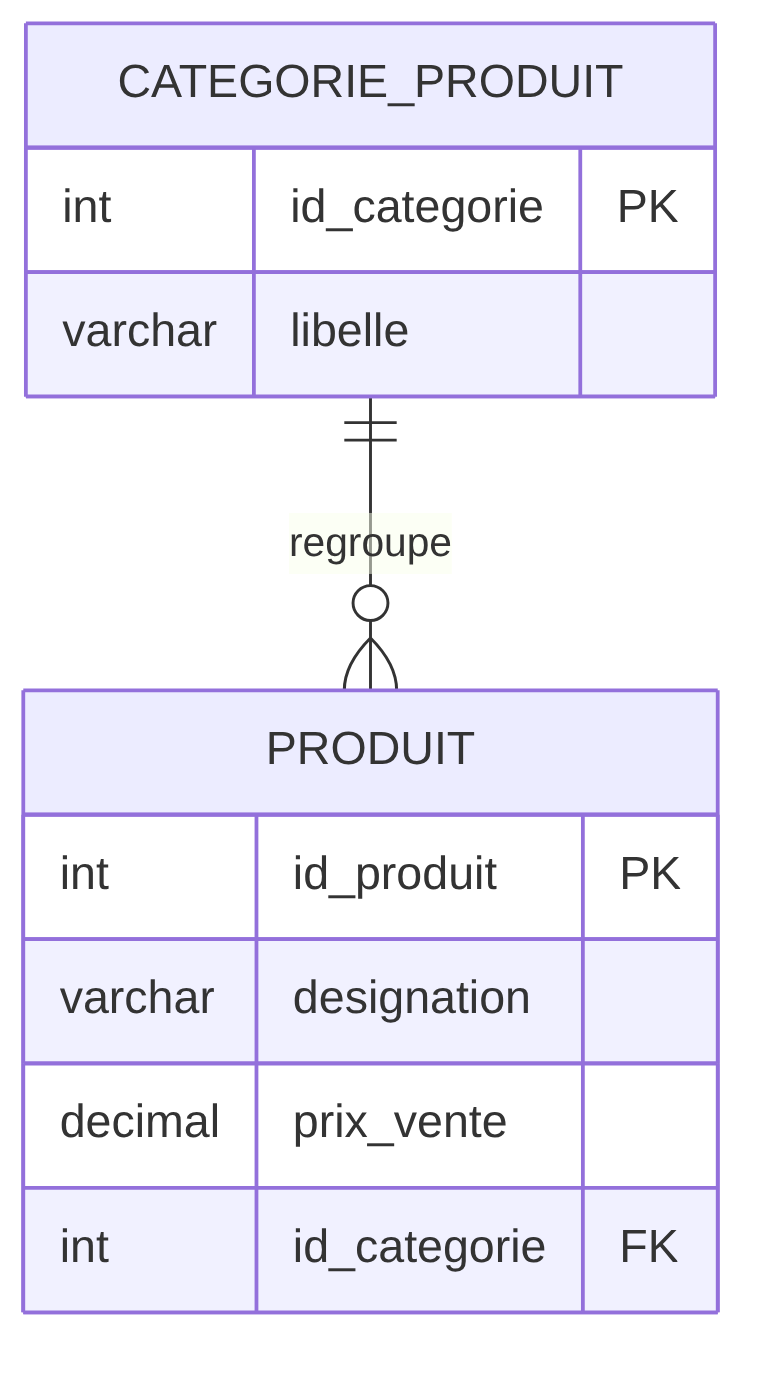 CATEGORIE_PRODUIT
int id_categorie PK
varchar libelle
regroupe
PRODUIT
int id_produit PK
varchar designation
decimal prix_vente
int id_categorie FK